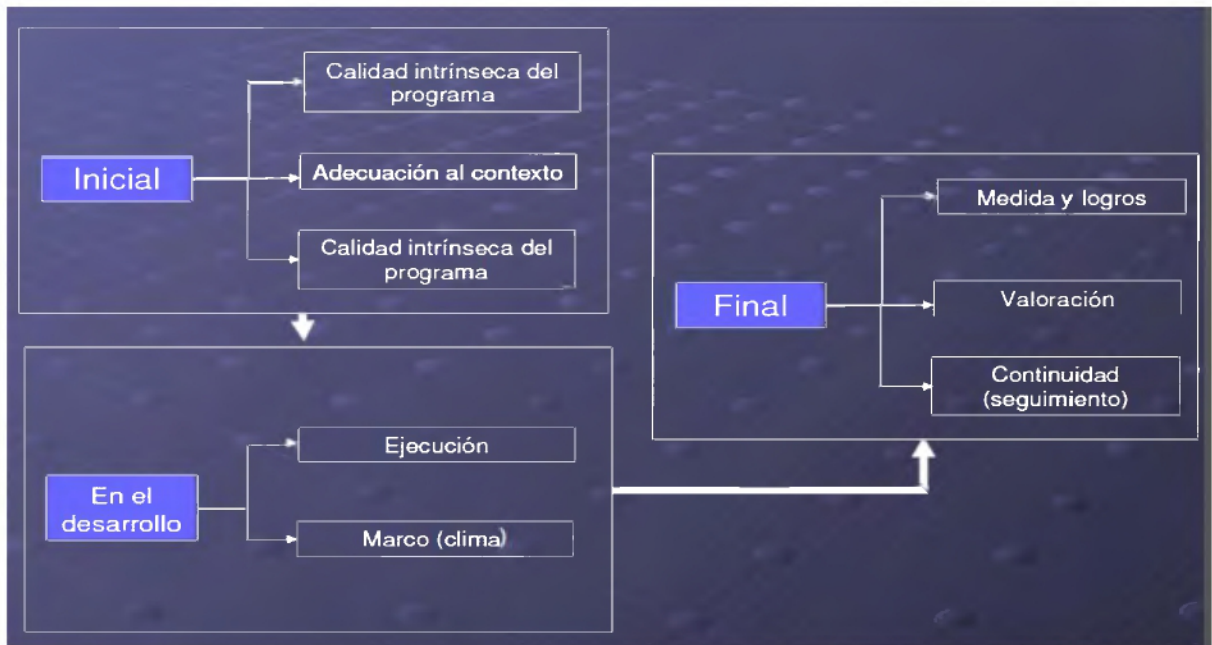 Calidad intrínseca del
programa
Inicial
Adecuación al contexto
Calidad intrínseca del
programa
En el
desarrollo
Ejecución
Marco (clima)
Final
Medida y logros
Valoración
Continuidad
(seguimiento)